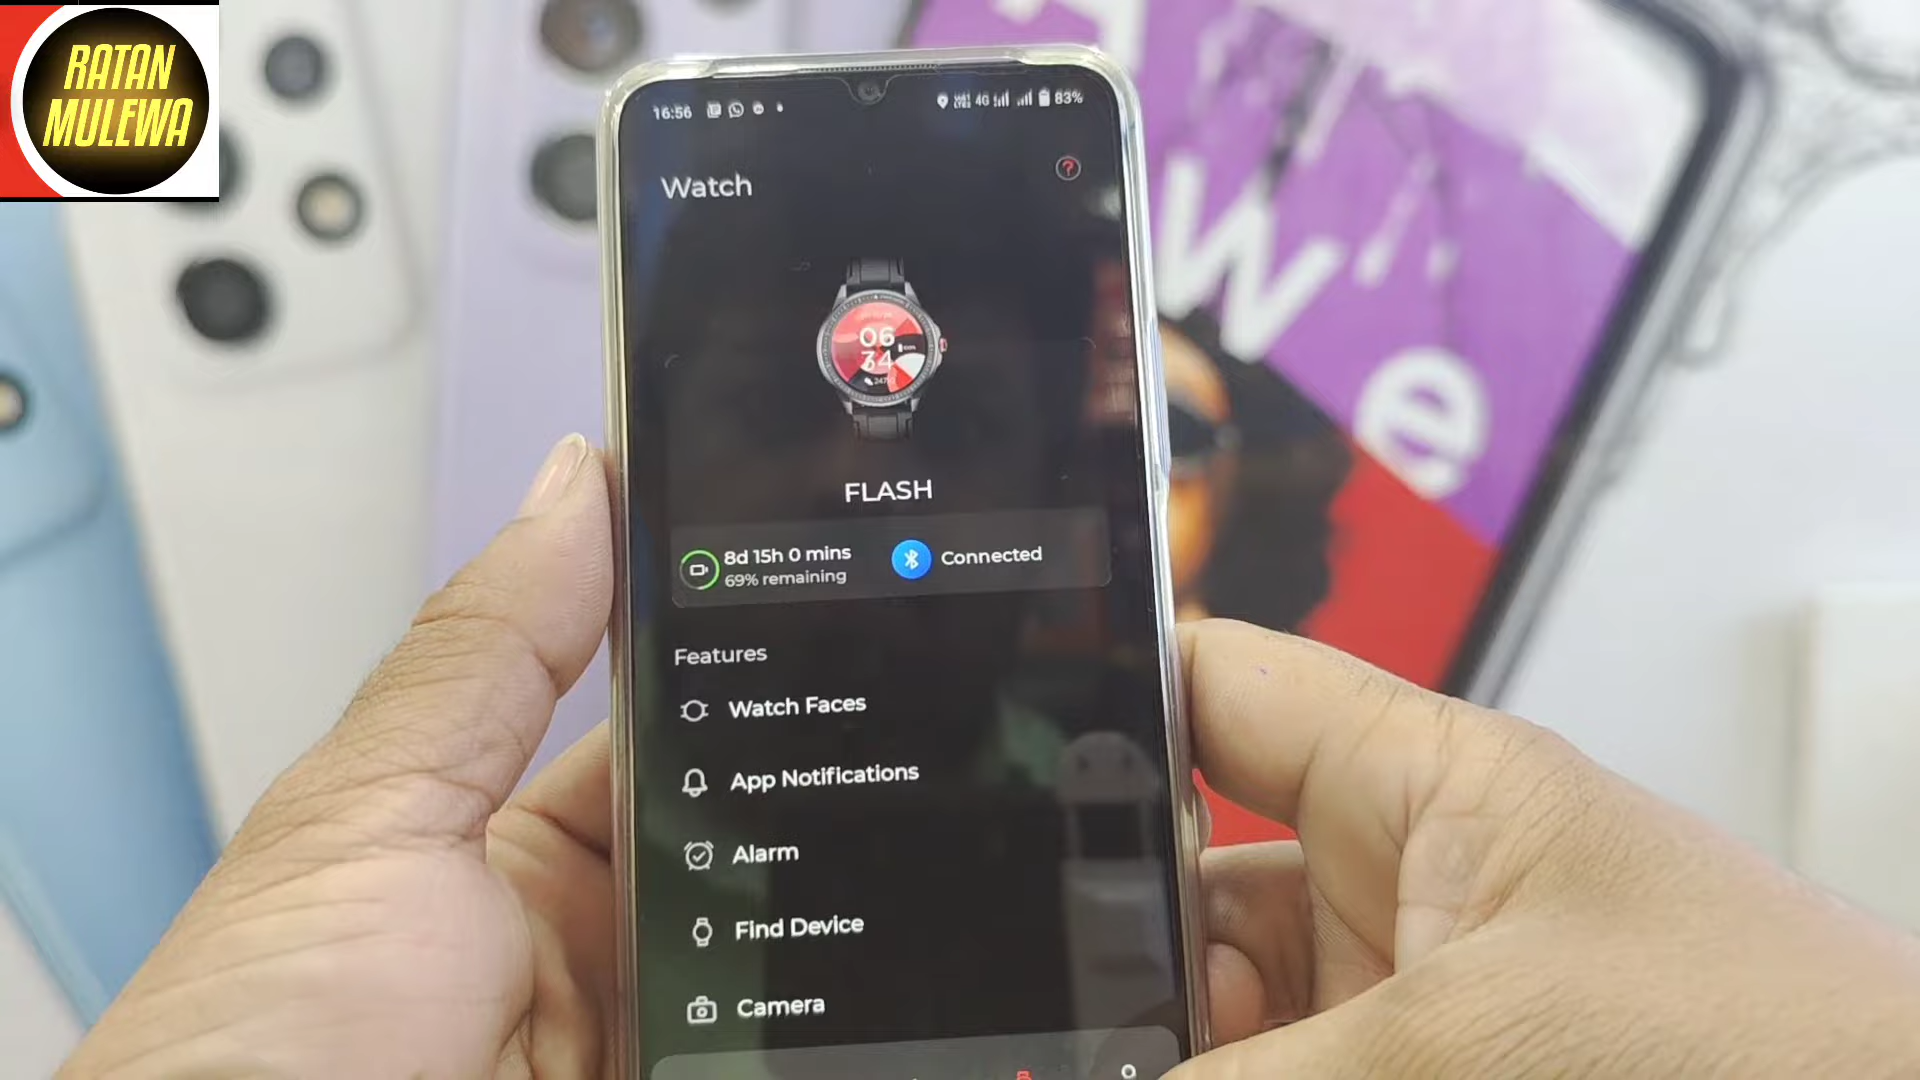 RATAN
MULEWA
16:56
4G
83%
?
Watch
06
34
FLASH
8d 15h 0 mins
69% remaining
Connected
Features
Watch Faces
App Notifications
Alarm
Find Device
Camera
w
e